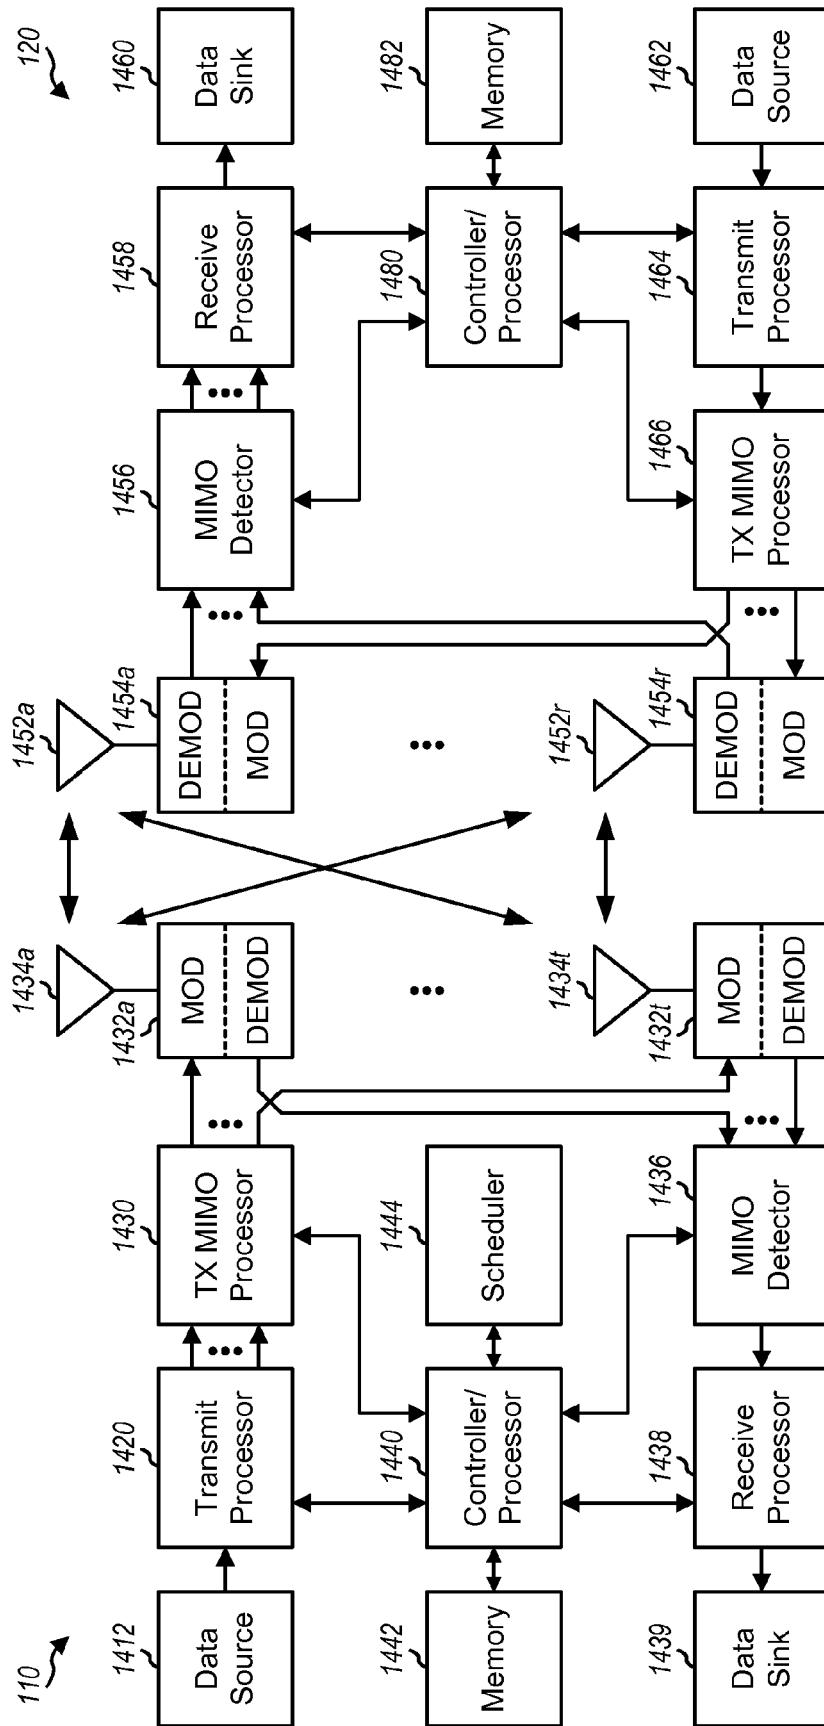 110
120
1412
Data
Source
1420
Transmit
Processor
1430
TX MIMO
Processor
1432a
MOD
DEMOD
1434a
1452a
1454a
DEMOD
MOD
1456
MIMO
Detector
1458
Receive
Processor
1460
Data
Sink
1442
Memory
1440
Controller/
Processor
1444
Scheduler
1480
Controller/
Processor
1482
Memory
1439
Data
Sink
1438
Receive
Processor
1436
MIMO
Detector
1432t
MOD
DEMOD
1434t
1452r
1454r
DEMOD
MOD
1466
TX MIMO
Processor
1464
Transmit
Processor
1462
Data
Source